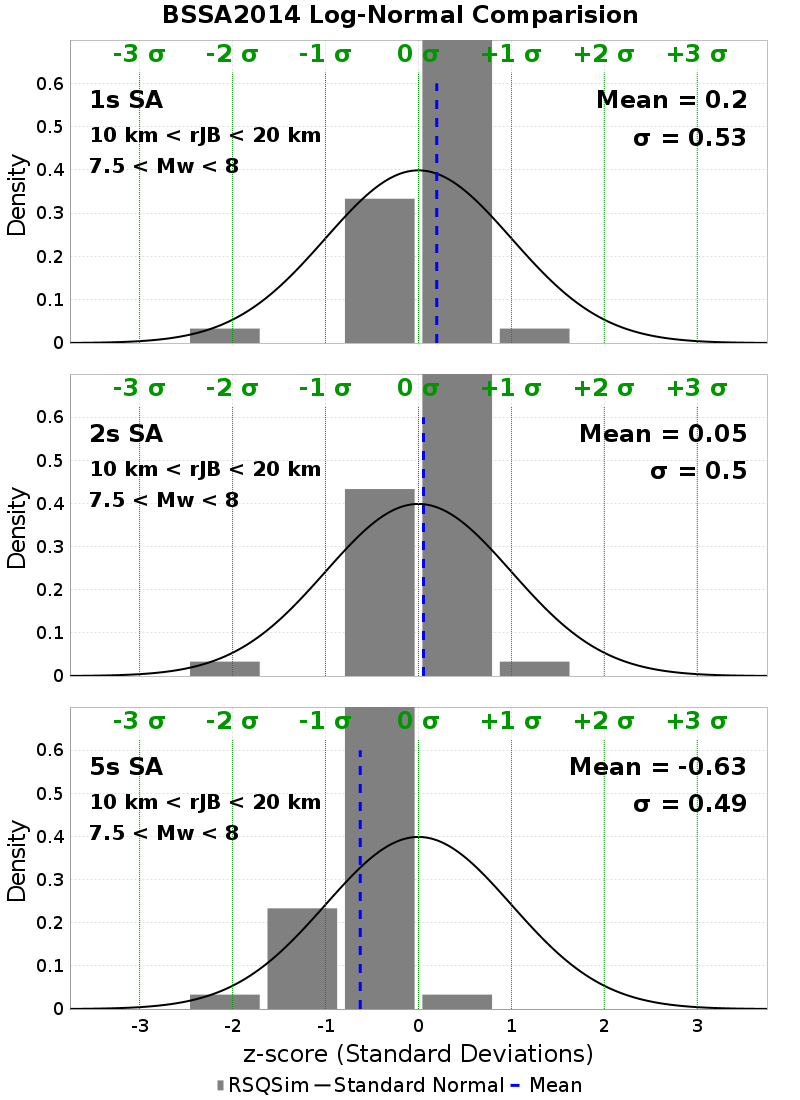 BSSA2014 Log-Normal Comparision
-3 σ -2 σ -1 σ 0 σ +1 σ +2 σ +3 σ
1s SA Mean = 0.2
10 km < rJB < 20 km σ = 0.53
7.5 < Mw < 8
Density
0.6
0.5
0.4
0.3
0.2
0.1
0
-3 σ -2 σ -1 σ 0 σ +1 σ +2 σ +3 σ
2s SA Mean = 0.05
10 km < rJB < 20 km σ = 0.5
7.5 < Mw < 8
Density
0.6
0.5
0.4
0.3
0.2
0.1
0
-3 σ -2 σ -1 σ 0 σ +1 σ +2 σ +3 σ
5s SA Mean = -0.63
10 km < rJB < 20 km σ = 0.49
7.5 < Mw < 8
Density
0.6
0.5
0.4
0.3
0.2
0.1
0
-3 -2 -1 0 1 2 3
z-score (Standard Deviations)
RSQSim Standard Normal Mean